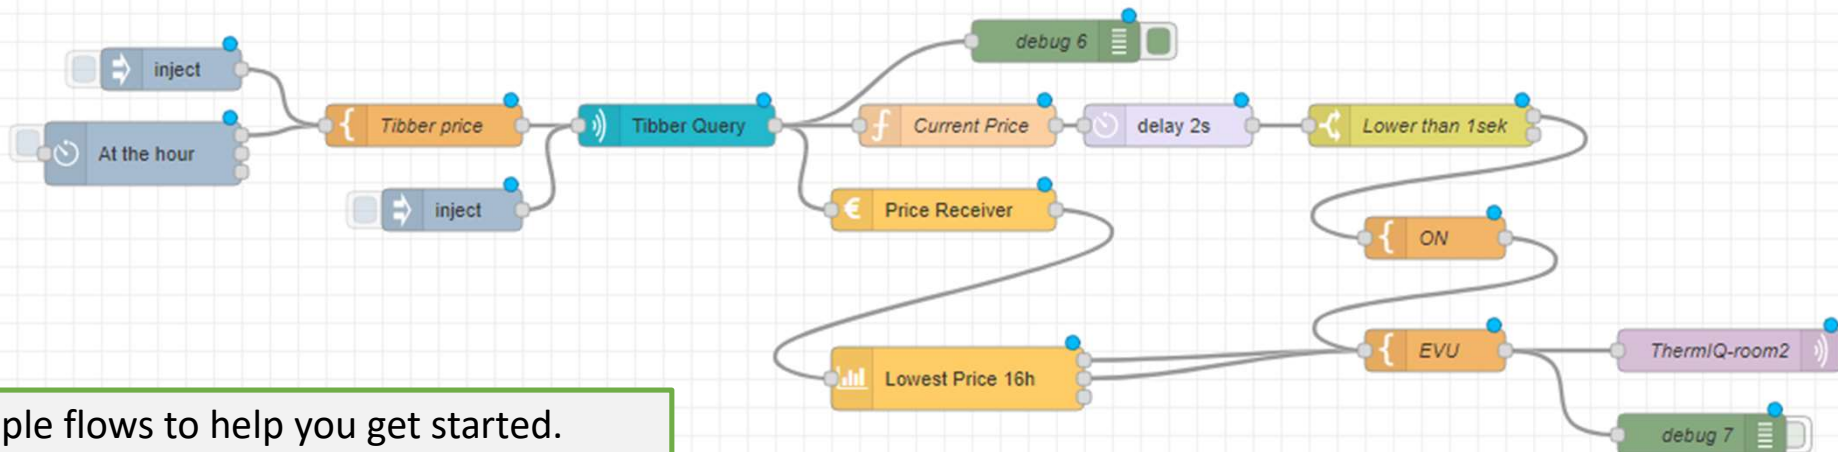 debug 6
inject
Tibber price
Tibber Query
Current Price
delay 2s
Lower than 1sek
At the hour
inject
Price Receiver
ON
EVU
ThermIQ-room2
Lowest Price 16h
ple flows to help you get started.
debug 7